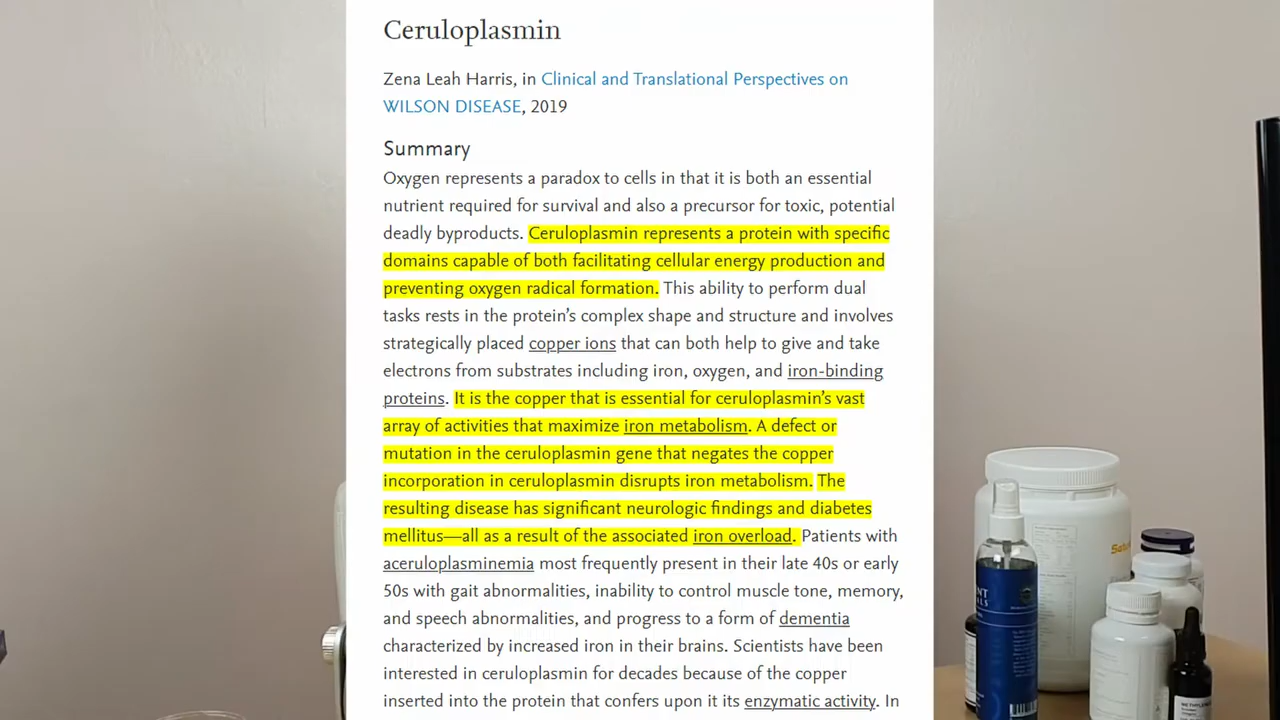 Ceruloplasmin
Zena Leah Harris, in Clinical and Translational Perspectives on
WILSON DISEASE, 2019
Summary
Oxygen represents a paradox to cells in that it is both an essential
nutrient required for survival and also a precursor for toxic, potential
deadly byproducts. Ceruloplasmin represents a protein with specific
domains capable of both facilitating cellular energy production and
preventing oxygen radical formation. This ability to perform dual
tasks rests in the protein’s complex shape and structure and involves
strategically placed copper ions that can both help to give and take
electrons from substrates including iron, oxygen, and iron-binding
proteins. It is the copper that is essential for ceruloplasmin’s vast
array of activities that maximize iron metabolism. A defect or
mutation in the ceruloplasmin gene that negates the copper
incorporation in ceruloplasmin disrupts iron metabolism. The
resulting disease has significant neurologic findings and diabetes
mellitus—all as a result of the associated iron overload. Patients with
aceruloplasminemia most frequently present in their late 40s or early
50s with gait abnormalities, inability to control muscle tone, memory,
and speech abnormalities, and progress to a form of dementia
characterized by increased iron in their brains. Scientists have been
interested in ceruloplasmin for decades because of the copper
inserted into the protein that confers upon it its enzymatic activity. In